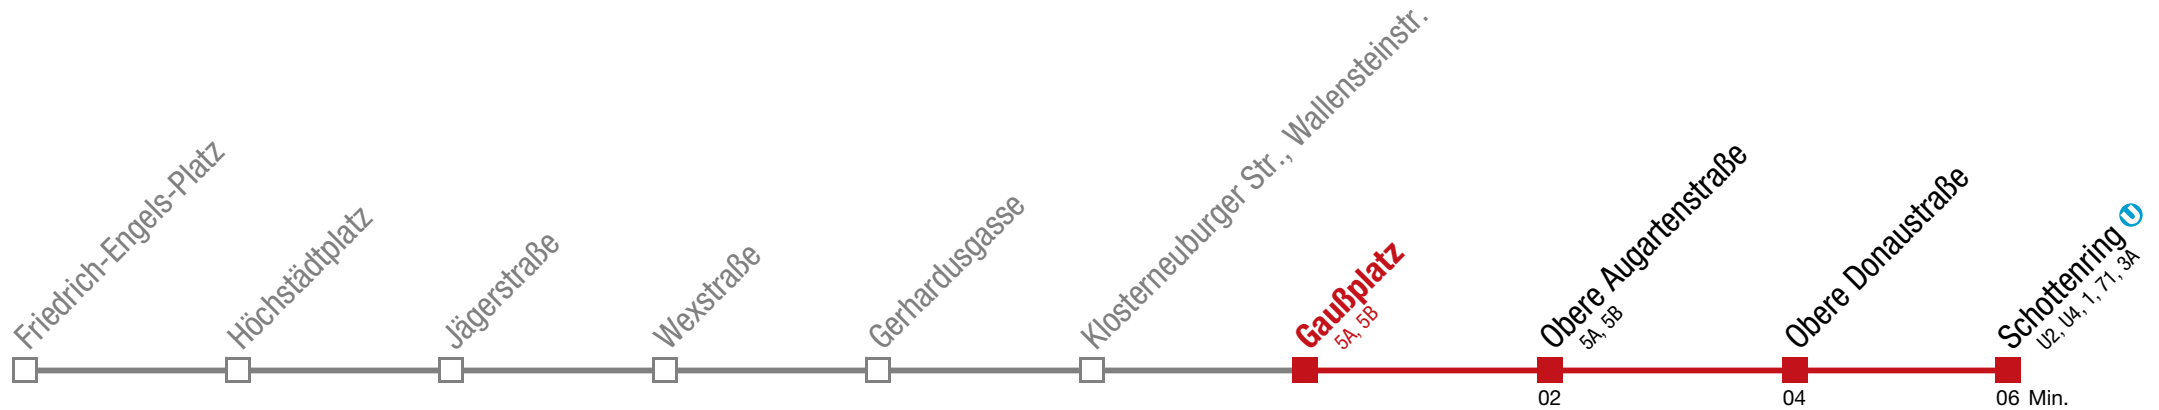 Friedrich-Engels-Platz
Höchstädtplatz
Jägerstraße
Wexstraße
Gerhardusgasse
Klosterneuburger Str., Wallensteinstr.
Gaußplatz
5A, 5B
Obere Augartenstraße
5A, 5B
Obere Donaustraße
Schottenring U
U2, U4, 1, 71, 3A
02
04
06 Min.